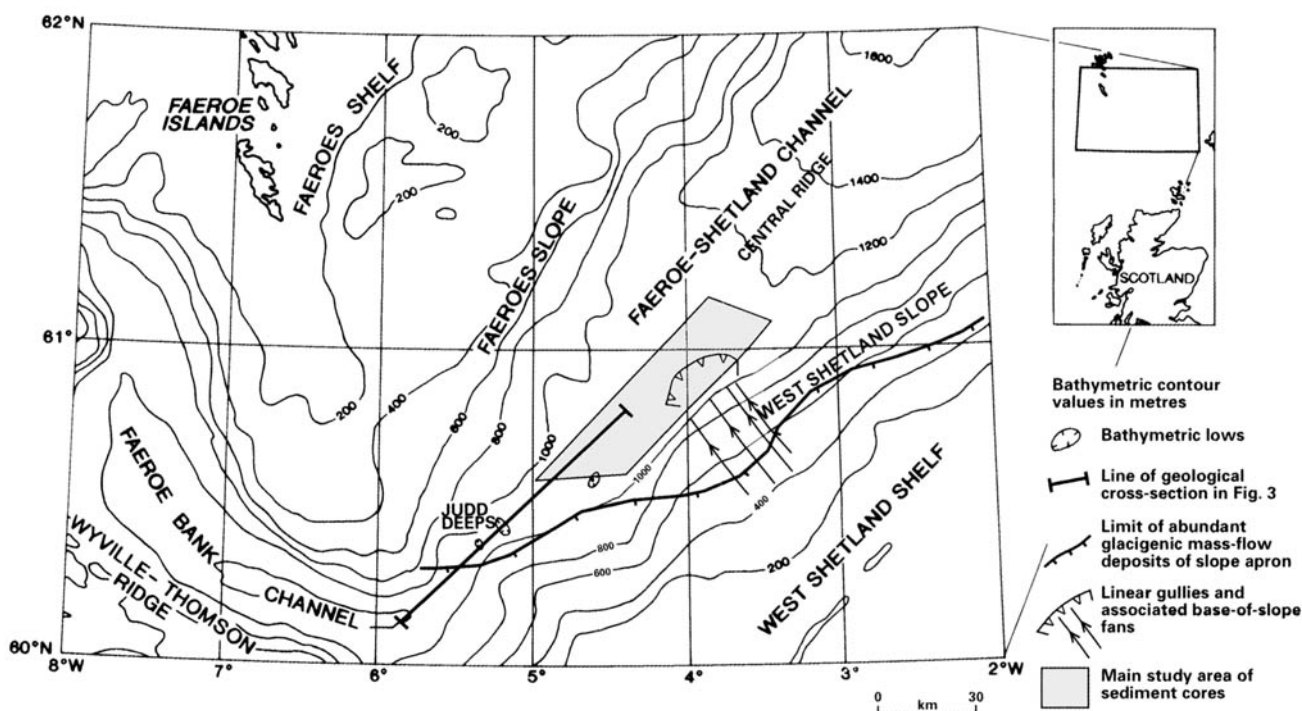 62°N
61°
60°N
8°W
7°
6°
5°
4°
3°
2°W
FAEROE
ISLANDS
FAEROES SHELF
FAEROES SLOPE
FAEROE-SHETLAND CHANNEL
CENTRAL RIDGE
WEST SHETLAND SLOPE
WEST SHETLAND SHELF
JUDD
DEEPS
FAEROE BANK
CHANNEL
WYVILLE-THOMSON
RIDGE
200
200
200
400
600
800
1000
1600
1400
1200
1000
800
600
400
200
0 30
km
SCOTLAND
Bathymetric contour
values in metres
Bathymetric lows
Line of geological
cross-section in Fig. 3
Limit of abundant
glacigenic mass-flow
deposits of slope apron
Linear gullies and
associated base-of-slope
fans
Main study area of
sediment cores